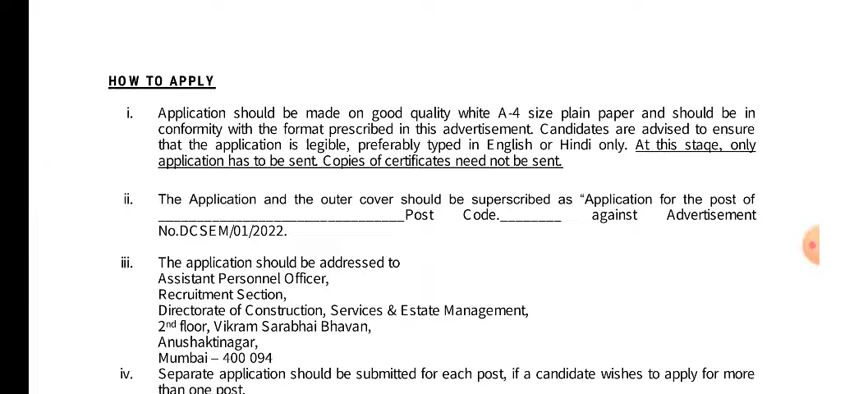 HOW TO APPLY
i. Application should be made on good quality white A-4 size plain paper and should be in
conformity with the format prescribed in this advertisement. Candidates are advised to ensure
that the application is legible, preferably typed in English or Hindi only. At this stage, only
application has to be sent. Copies of certificates need not be sent.
ii. The Application and the outer cover should be superscribed as “Application for the post of
________________________________Post Code.________ against Advertisement
No.DCSEM/01/2022.
iii. The application should be addressed to
Assistant Personnel Officer,
Recruitment Section,
Directorate of Construction, Services & Estate Management,
2nd floor, Vikram Sarabhai Bhavan,
Anushaktinagar,
Mumbai – 400 094
iv. Separate application should be submitted for each post, if a candidate wishes to apply for more
than one post.